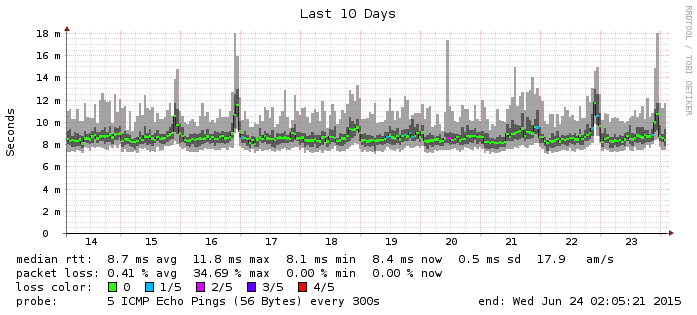 Last 10 Days
RRDTOOL / TOBI OETIKER
Seconds
18 m
16 m
14 m
12 m
10 m
8 m
6 m
4 m
2 m
0
14 15 16 17 18 19 20 21 22 23
median rtt: 8.7 ms avg 11.8 ms max 8.1 ms min 8.4 ms now 0.5 ms sd 17.9 am/s
packet loss: 0.41 % avg 34.69 % max 0.00 % min 0.00 % now
loss color: 0 1/5 2/5 3/5 4/5
probe: 5 ICMP Echo Pings (56 Bytes) every 300s end: Wed Jun 24 02:05:21 2015